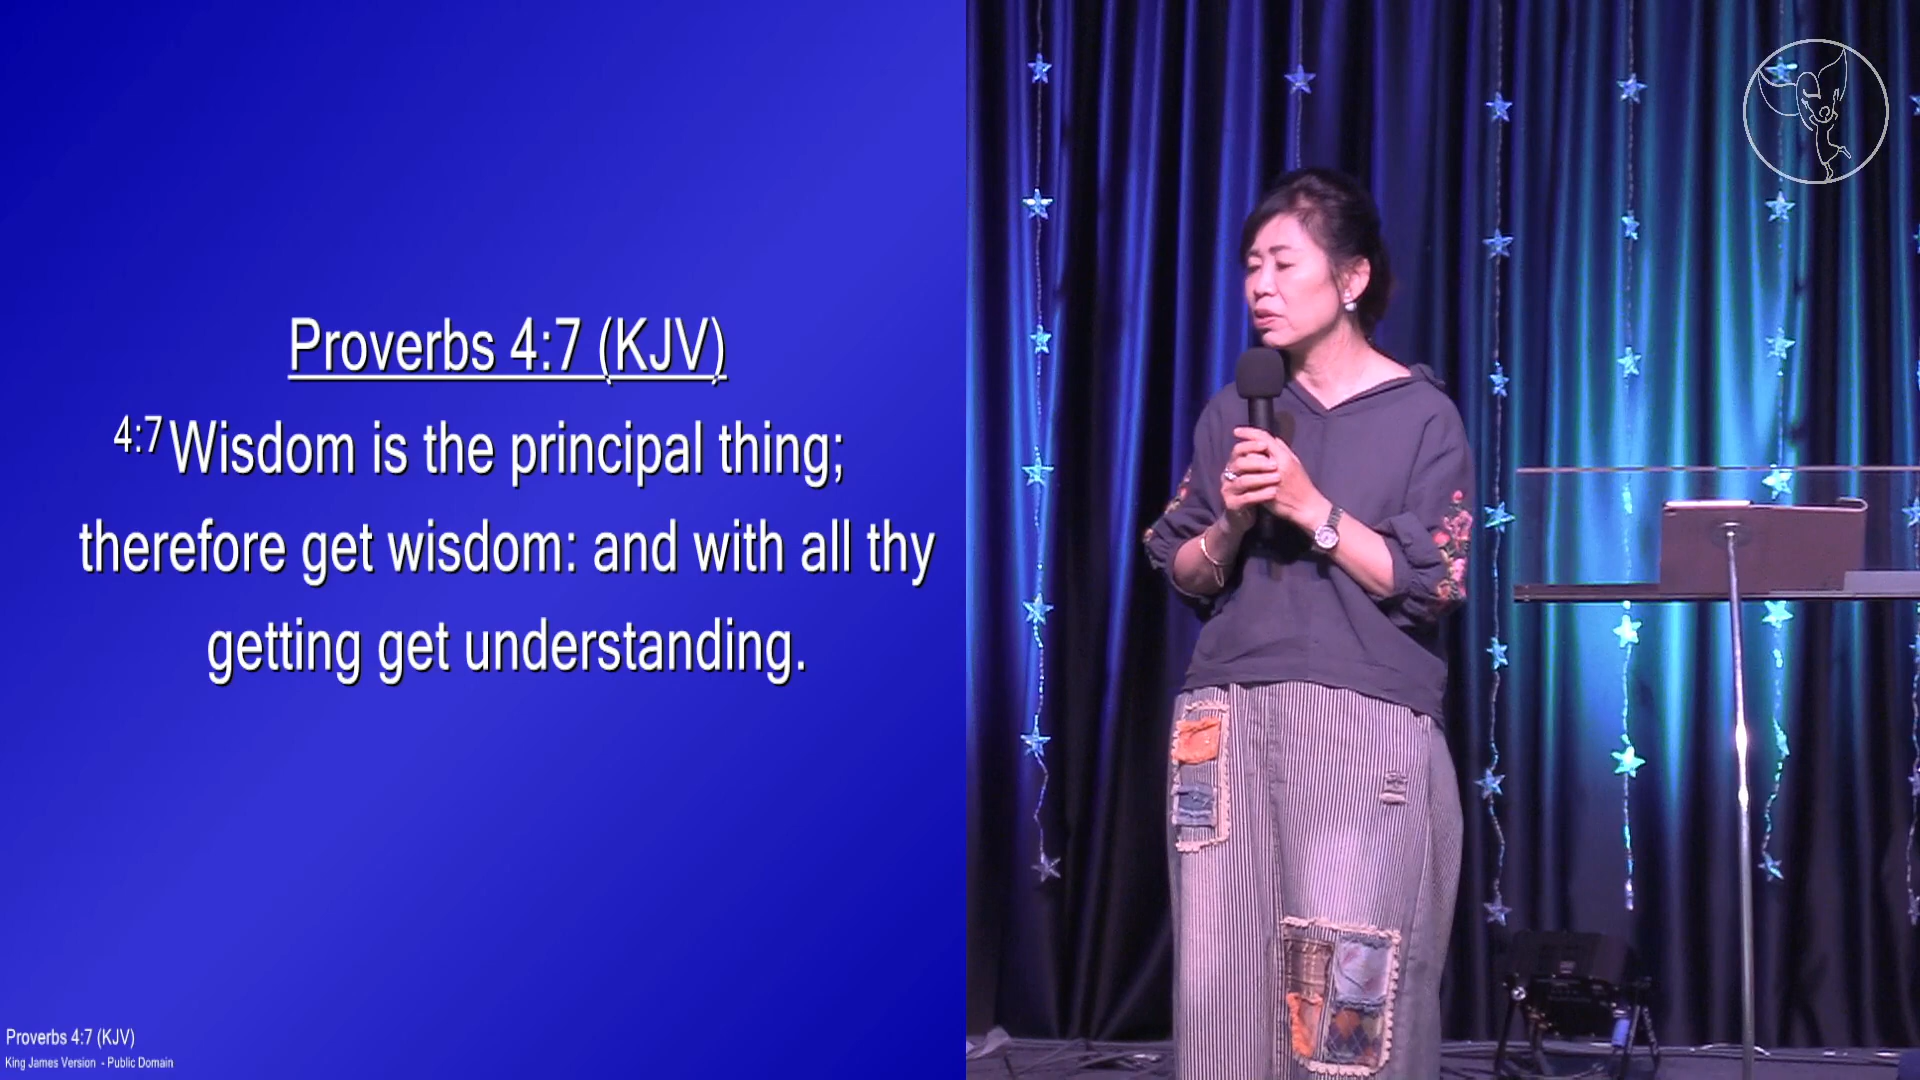 Proverbs 4:7 (KJV)
4:7 Wisdom is the principal thing;
therefore get wisdom: and with all thy
getting get understanding.
Proverbs 4:7 (KJV)
King James Version - Public Domain